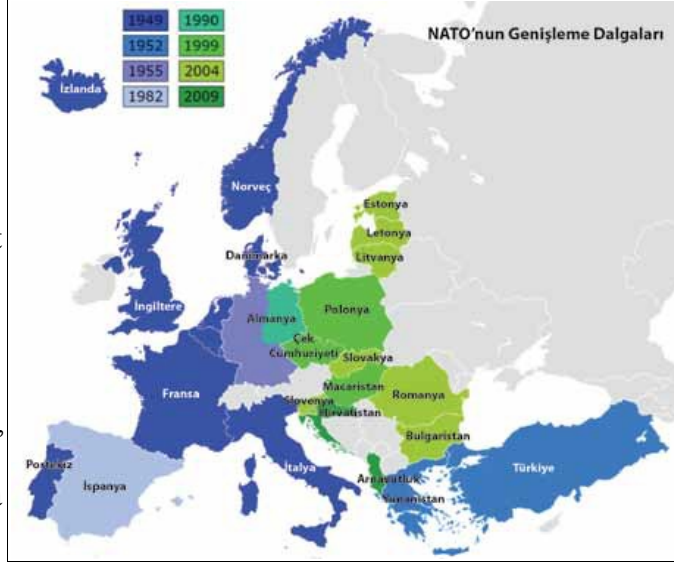 NATO'nun Genişleme Dalgaları
1949 1990
1952 1999
1955 2004
1982 2009
İzlanda
Norveç
Estonya
Letonya
Litvanya
Danimarka
İngiltere
Almanya
Polonya
Çek
Cumhuriyeti
Slovakya
Fransa
Macaristan
Romanya
Slovenya
Hırvatistan
Bulgaristan
Portekiz
İspanya
İtalya
Arnavutluk
Yunanistan
Türkiye